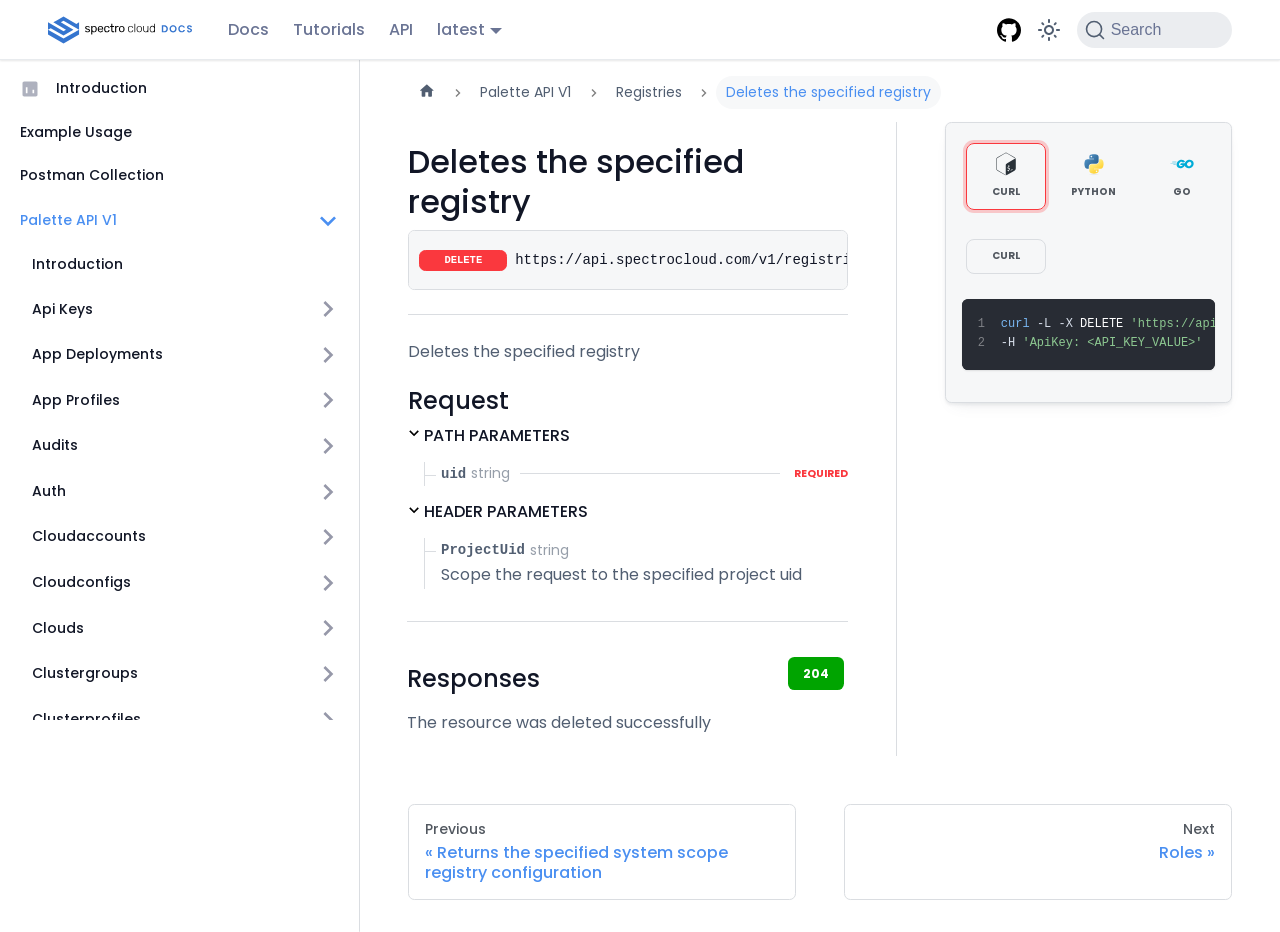 spectro cloud DOCS
Docs
Tutorials
API
latest
Search
Introduction
Example Usage
Postman Collection
Palette API V1
Introduction
Api Keys
App Deployments
App Profiles
Audits
Auth
Cloudaccounts
Cloudconfigs
Clouds
Clustergroups
Clusterprofiles
Palette API V1
Registries
Deletes the specified registry
Deletes the specified
registry
DELETE https://api.spectrocloud.com/v1/registri
Deletes the specified registry
Request
PATH PARAMETERS
uid string REQUIRED
HEADER PARAMETERS
ProjectUid string
Scope the request to the specified project uid
Responses
204
The resource was deleted successfully
CURL
PYTHON
GO
CURL
1 curl -L -X DELETE 'https://api
2 -H 'ApiKey: <API_KEY_VALUE>'
Previous
« Returns the specified system scope
registry configuration
Next
Roles »